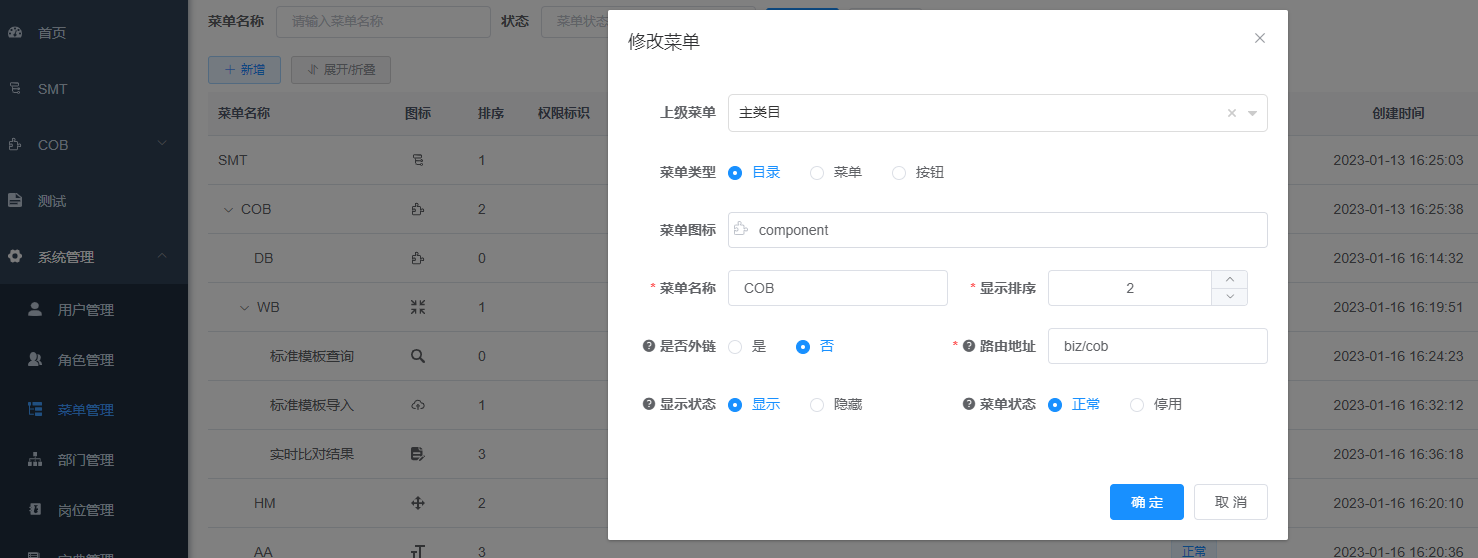 首页
SMT
COB
测试
系统管理
用户管理
角色管理
菜单管理
部门管理
岗位管理
字典管理
菜单名称 请输入菜单名称 状态 菜单状态
+ 新增 展开/折叠
菜单名称 图标 排序 权限标识 创建时间
SMT 1 2023-01-13 16:25:03
COB 2 2023-01-13 16:25:38
DB 0 2023-01-16 16:14:32
WB 1 2023-01-16 16:19:51
标准模板查询 0 2023-01-16 16:24:23
标准模板导入 1 2023-01-16 16:32:12
实时比对结果 3 2023-01-16 16:36:18
HM 2 2023-01-16 16:20:10
AA 3 正常 2023-01-16 16:20:36
修改菜单
上级菜单 主类目
菜单类型 目录 菜单 按钮
菜单图标 component
* 菜单名称 COB * 显示排序 2
是否外链 是 否 * 路由地址 biz/cob
显示状态 显示 隐藏 菜单状态 正常 停用
确 定 取 消